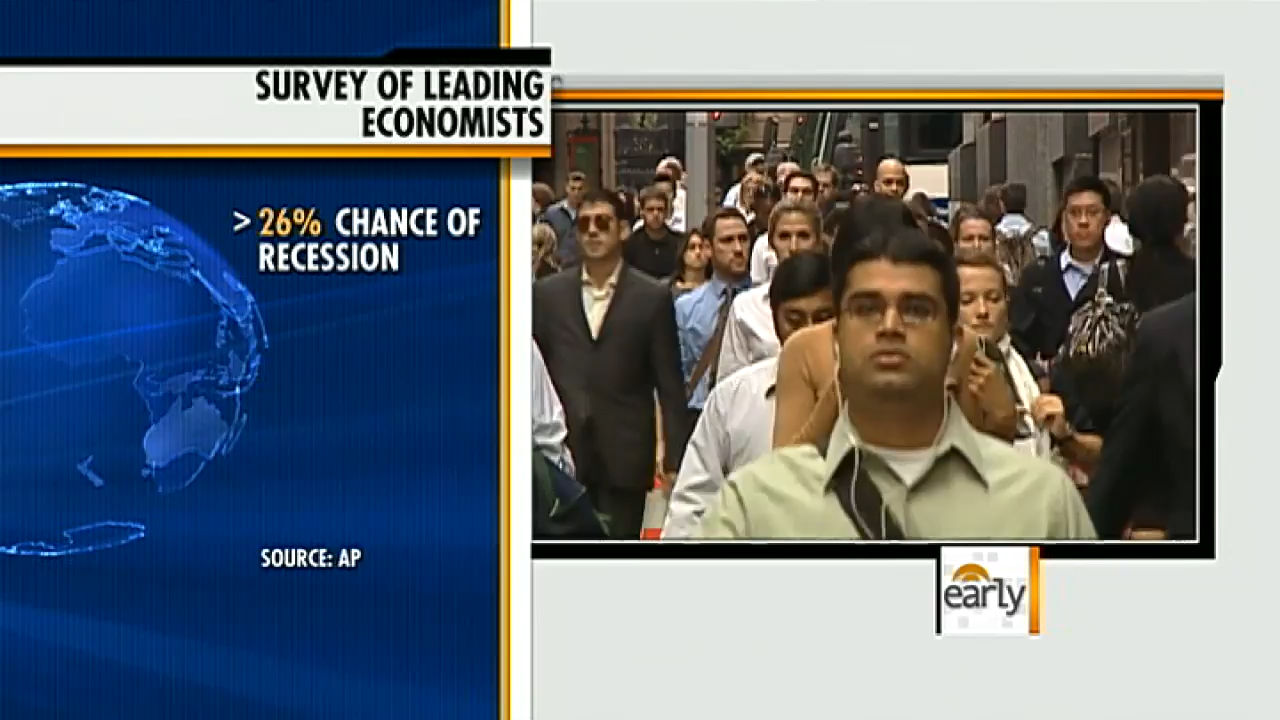 SURVEY OF LEADING
ECONOMISTS
> 26% CHANCE OF
RECESSION
SOURCE: AP
early